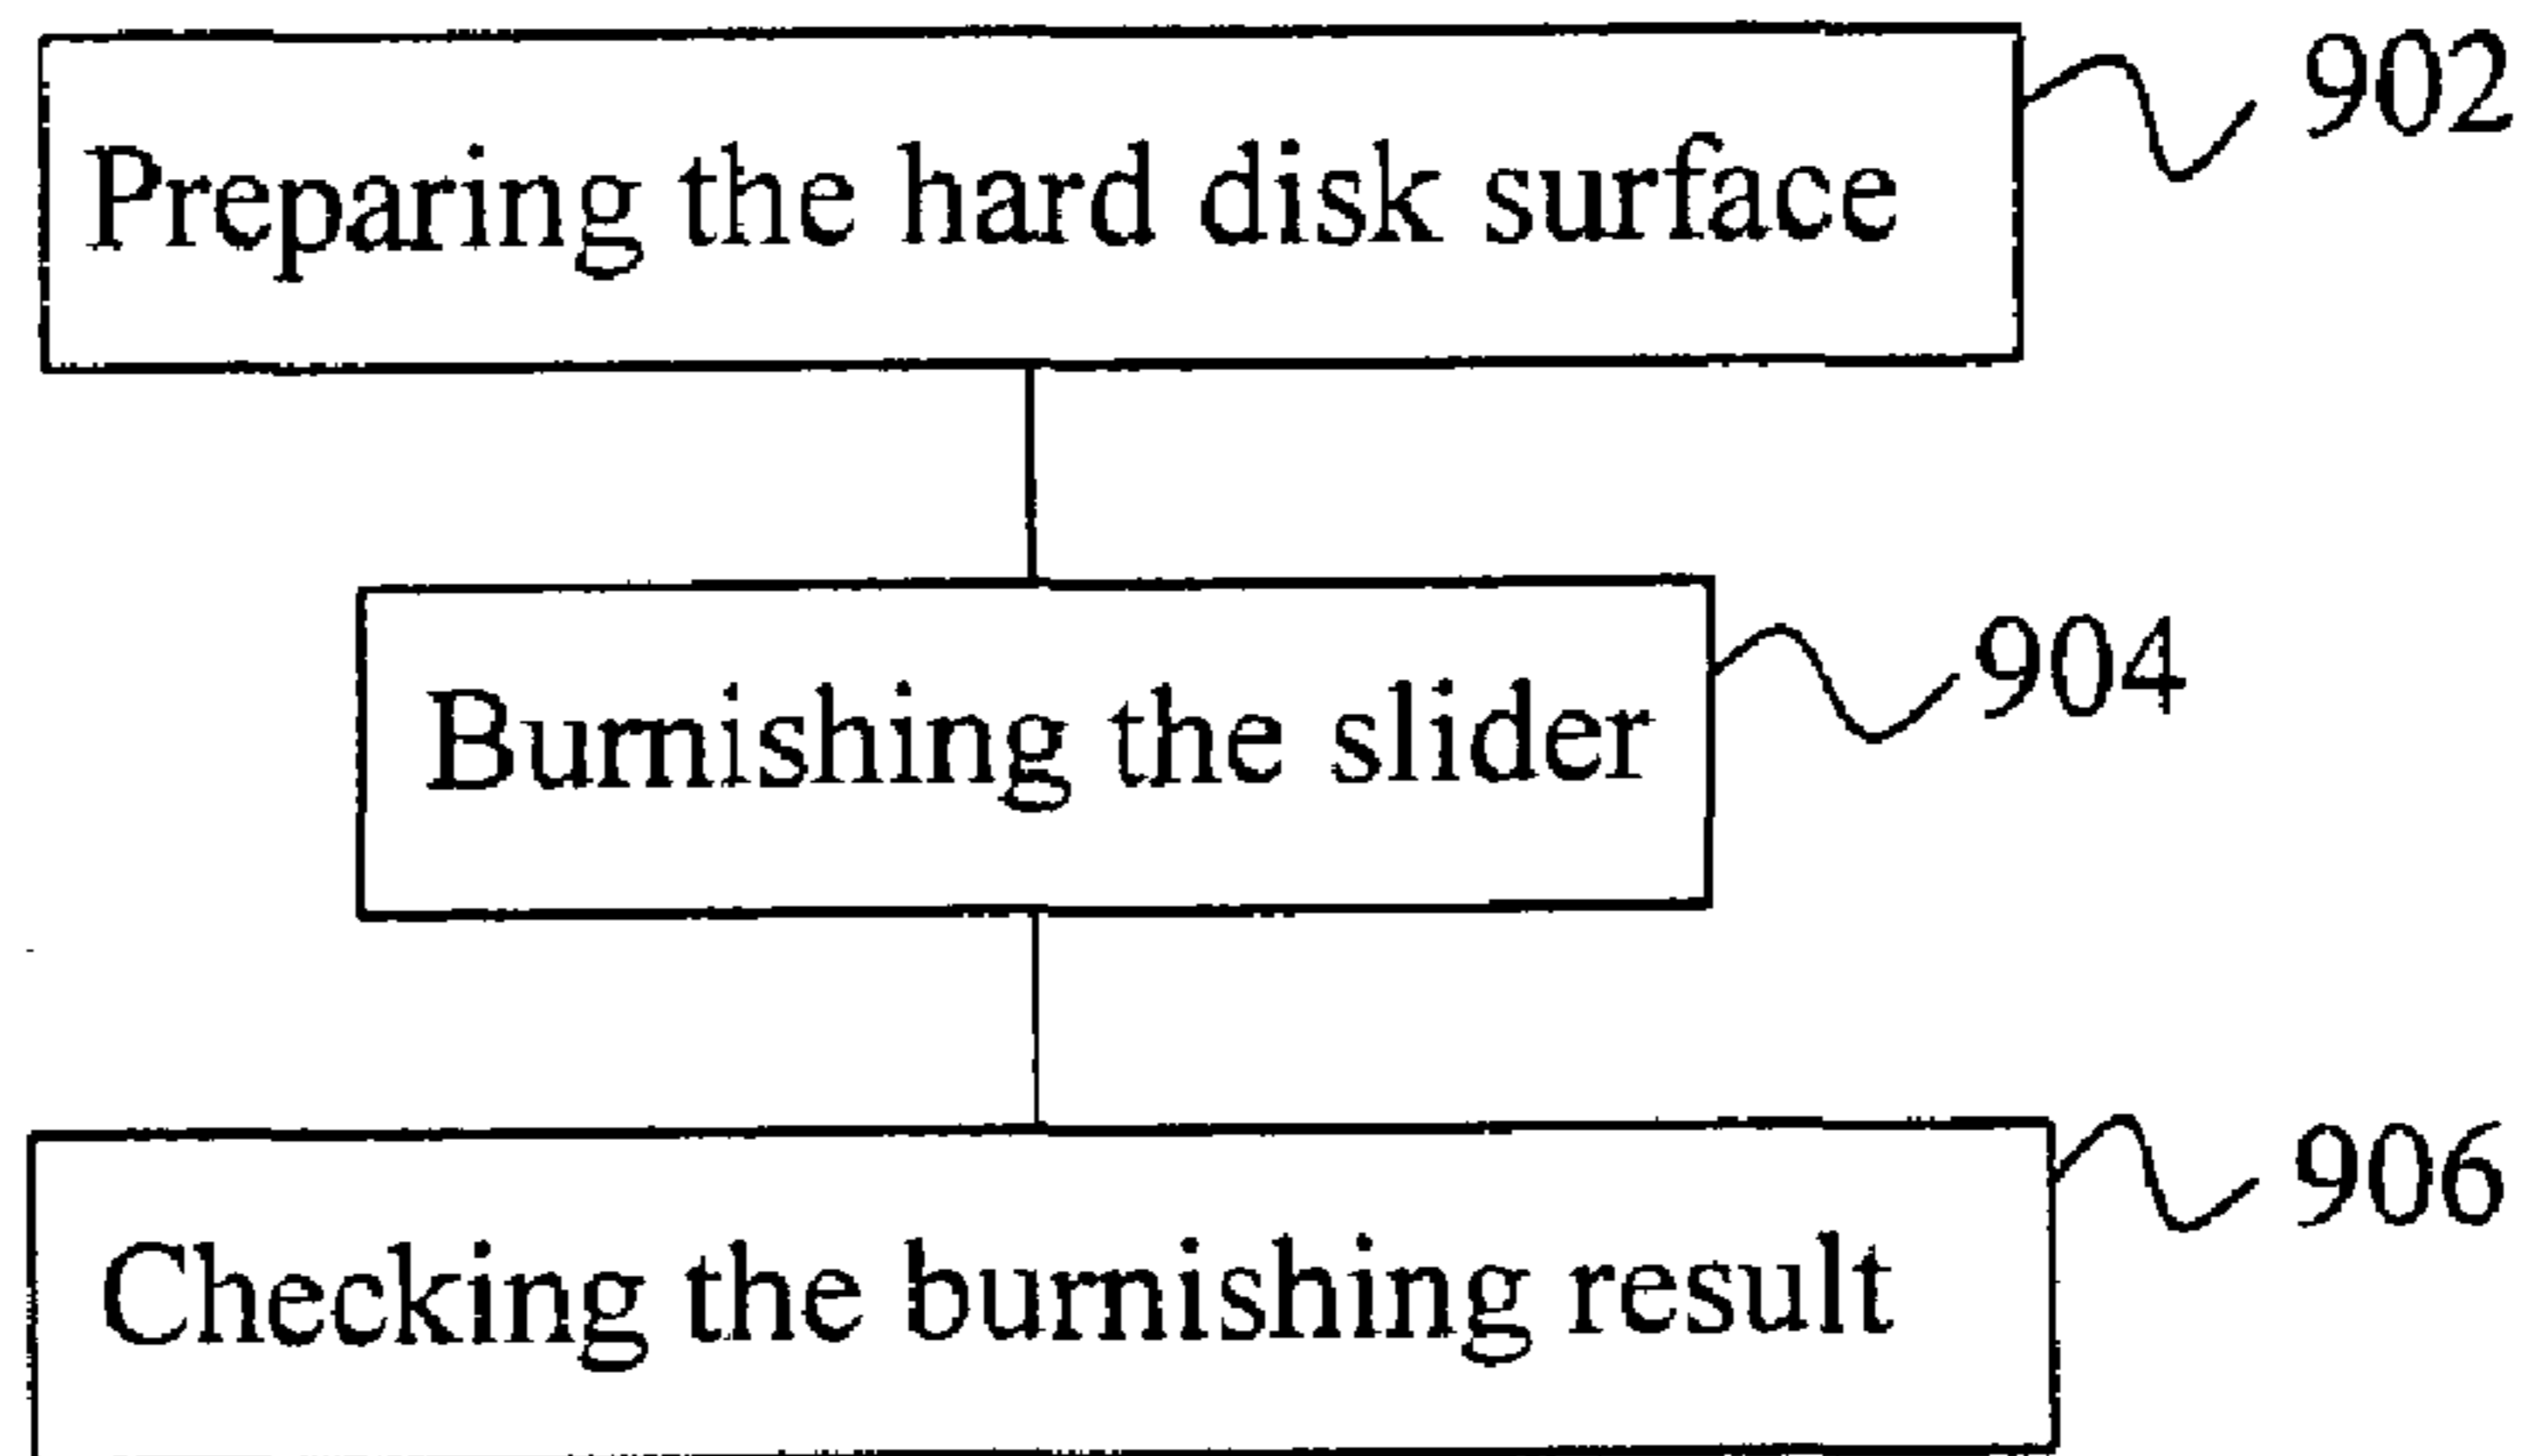 Preparing the hard disk surface
902
Burnishing the slider
904
Checking the burnishing result
906